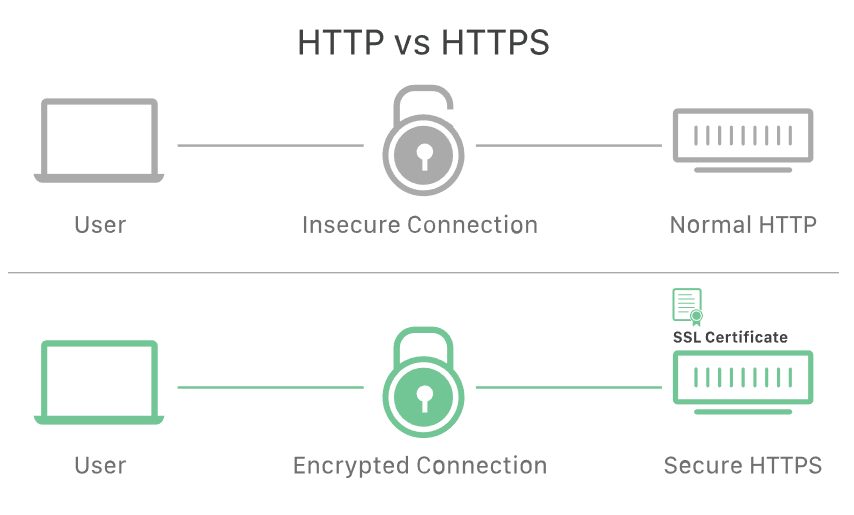 HTTP vs HTTPS
User
Insecure Connection
Normal HTTP
SSL Certificate
User
Encrypted Connection
Secure HTTPS